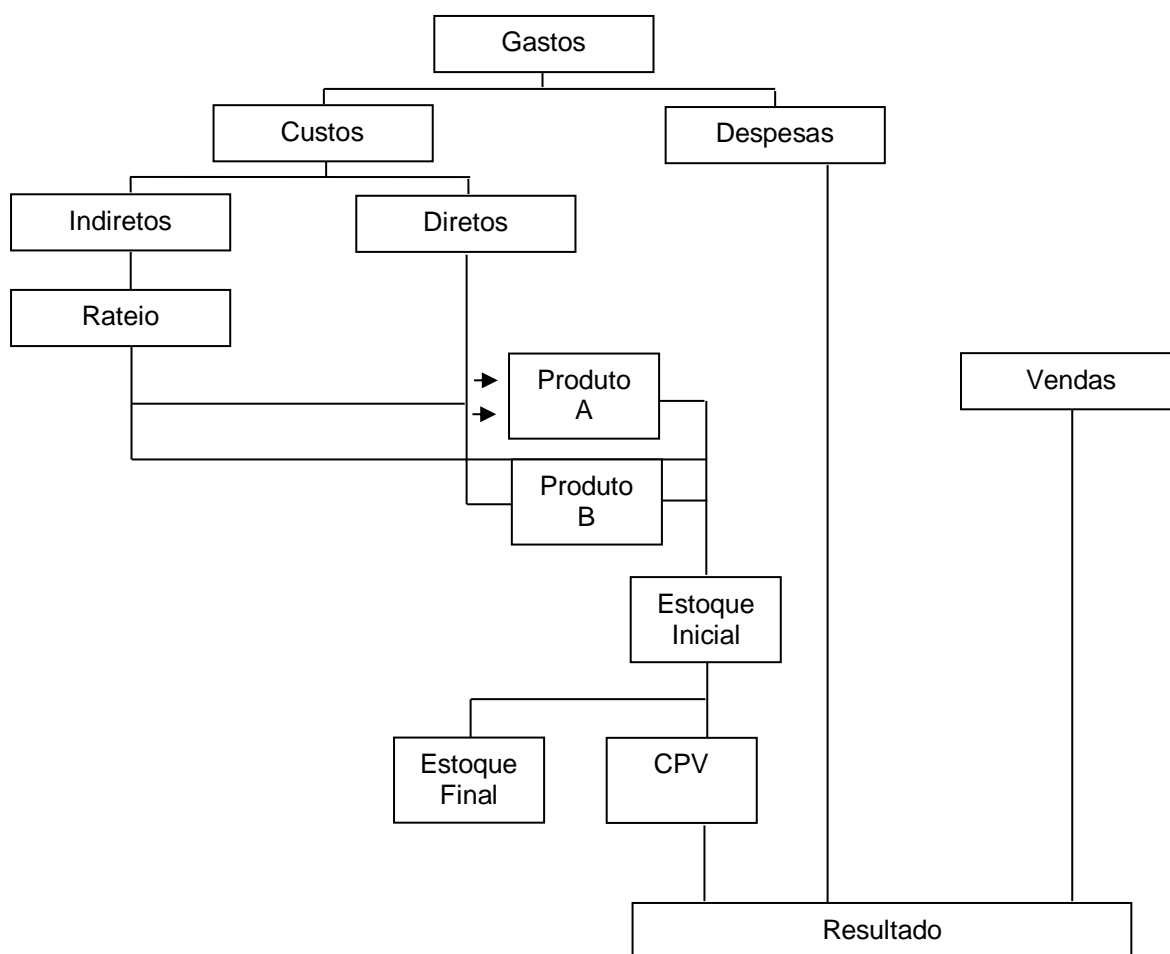 Gastos
Custos
Despesas
Indiretos
Diretos
Rateio
Produto
A
Vendas
Produto
B
Estoque
Inicial
Estoque
Final
CPV
Resultado